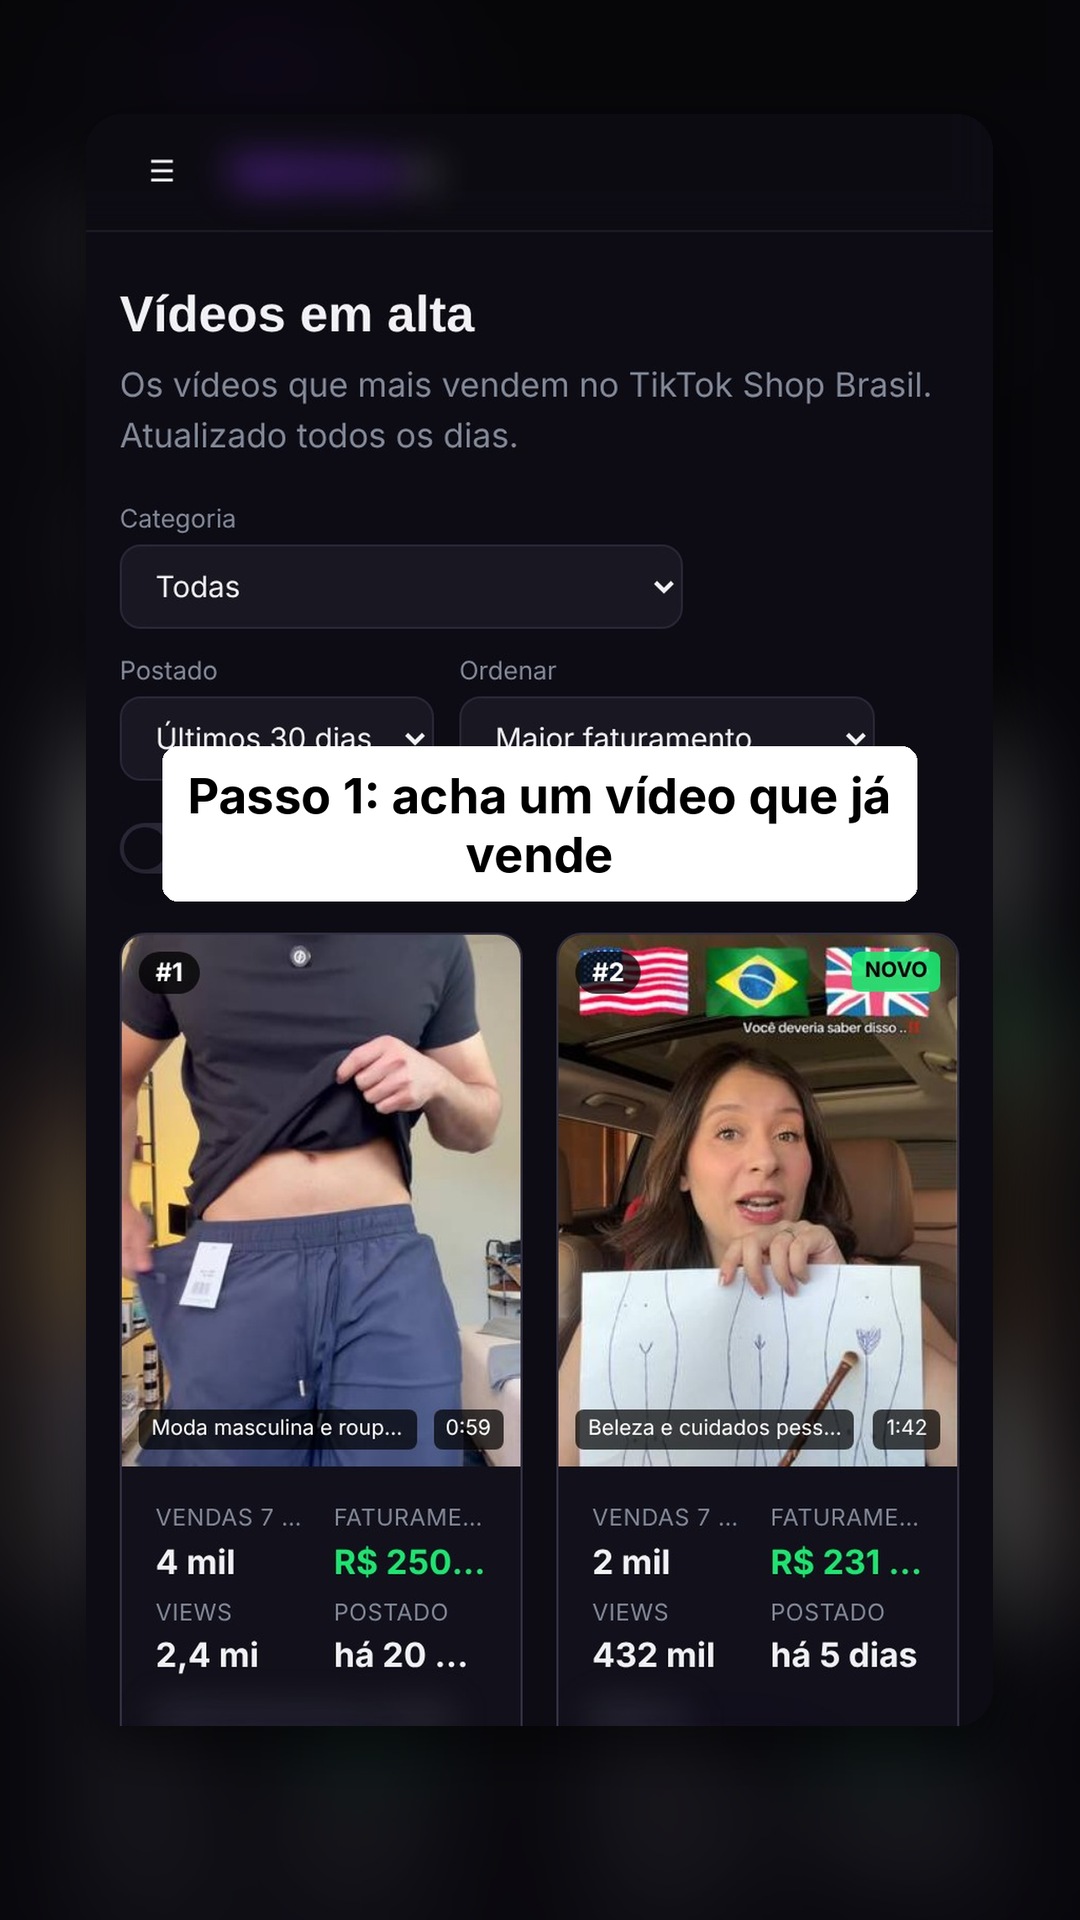 Vídeos em alta
Os vídeos que mais vendem no TikTok Shop Brasil.
Atualizado todos os dias.
Categoria
Todas
Postado
Ordenar
Últimos 30 dias
Maior faturamento
Passo 1: acha um vídeo que já
vende
#1
#2
NOVO
Você deveria saber disso ..‼️
Moda masculina e roup...
0:59
Beleza e cuidados pess...
1:42
VENDAS 7 ...
FATURAME...
4 mil
R$ 250...
VIEWS
POSTADO
2,4 mi
há 20 ...
VENDAS 7 ...
FATURAME...
2 mil
R$ 231 ...
VIEWS
POSTADO
432 mil
há 5 dias